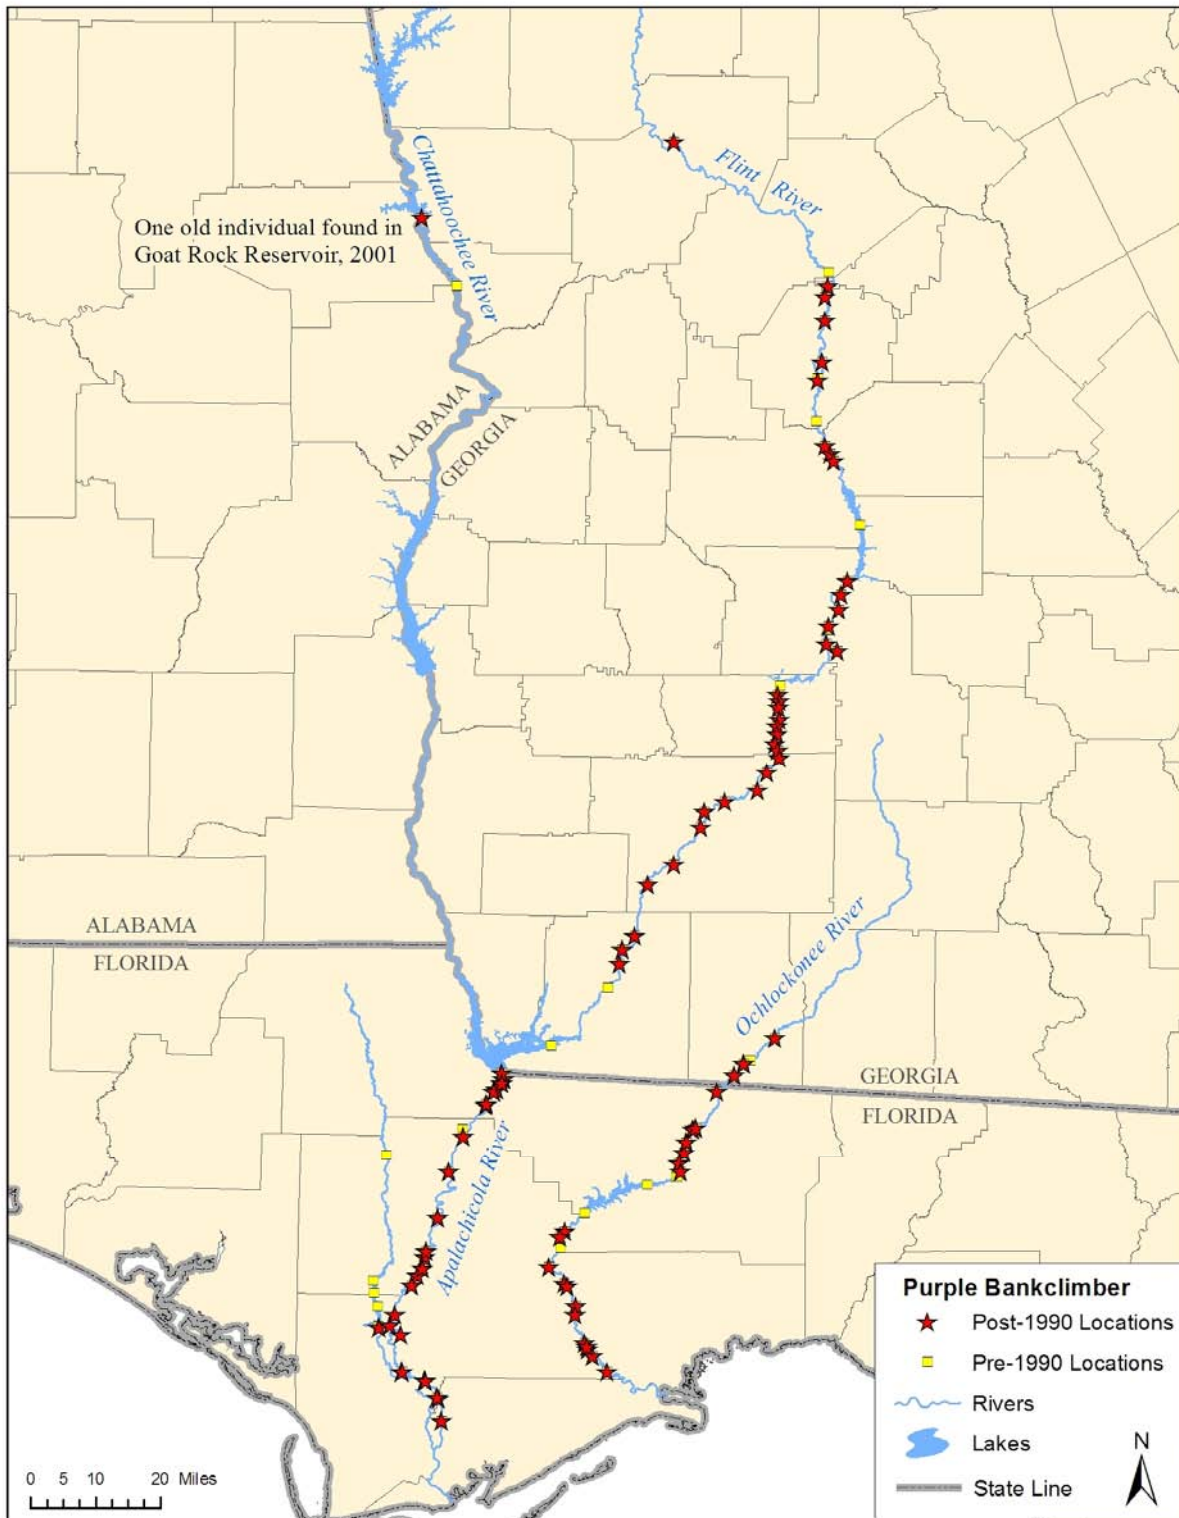 Chattahoochee River
Flint River
One old individual found in
Goat Rock Reservoir, 2001
ALABAMA
GEORGIA
ALABAMA
FLORIDA
Ochlockonee River
GEORGIA
FLORIDA
Apalachicola River
Purple Bankclimber
Post-1990 Locations
Pre-1990 Locations
Rivers
Lakes
State Line
N
0 5 10 20 Miles